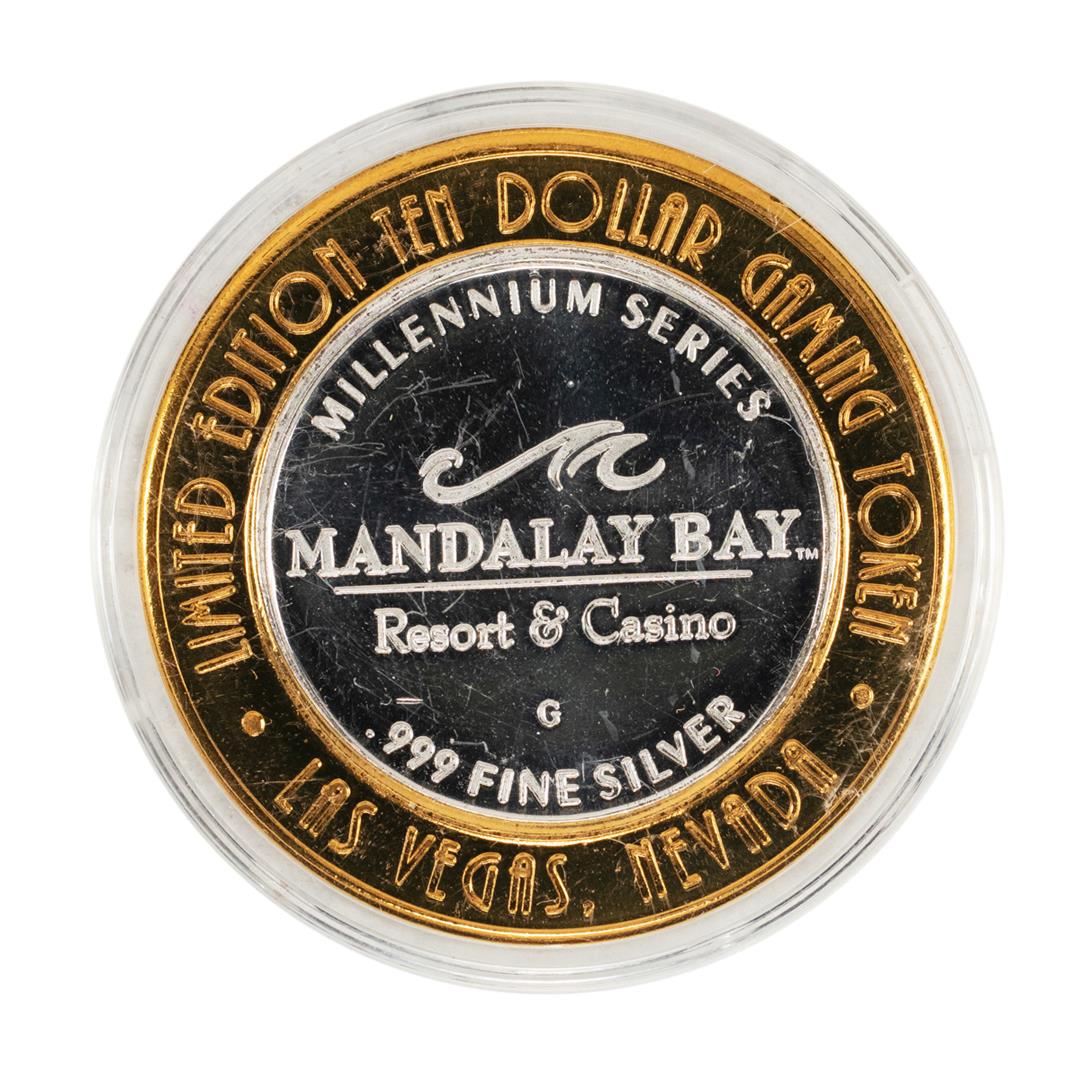 LIMITED EDITION TEN DOLLAR GAMING TOKEN
MILLENNIUM SERIES
MANDALAY BAY™
Resort & Casino
G
.999 FINE SILVER
LAS VEGAS, NEVADA